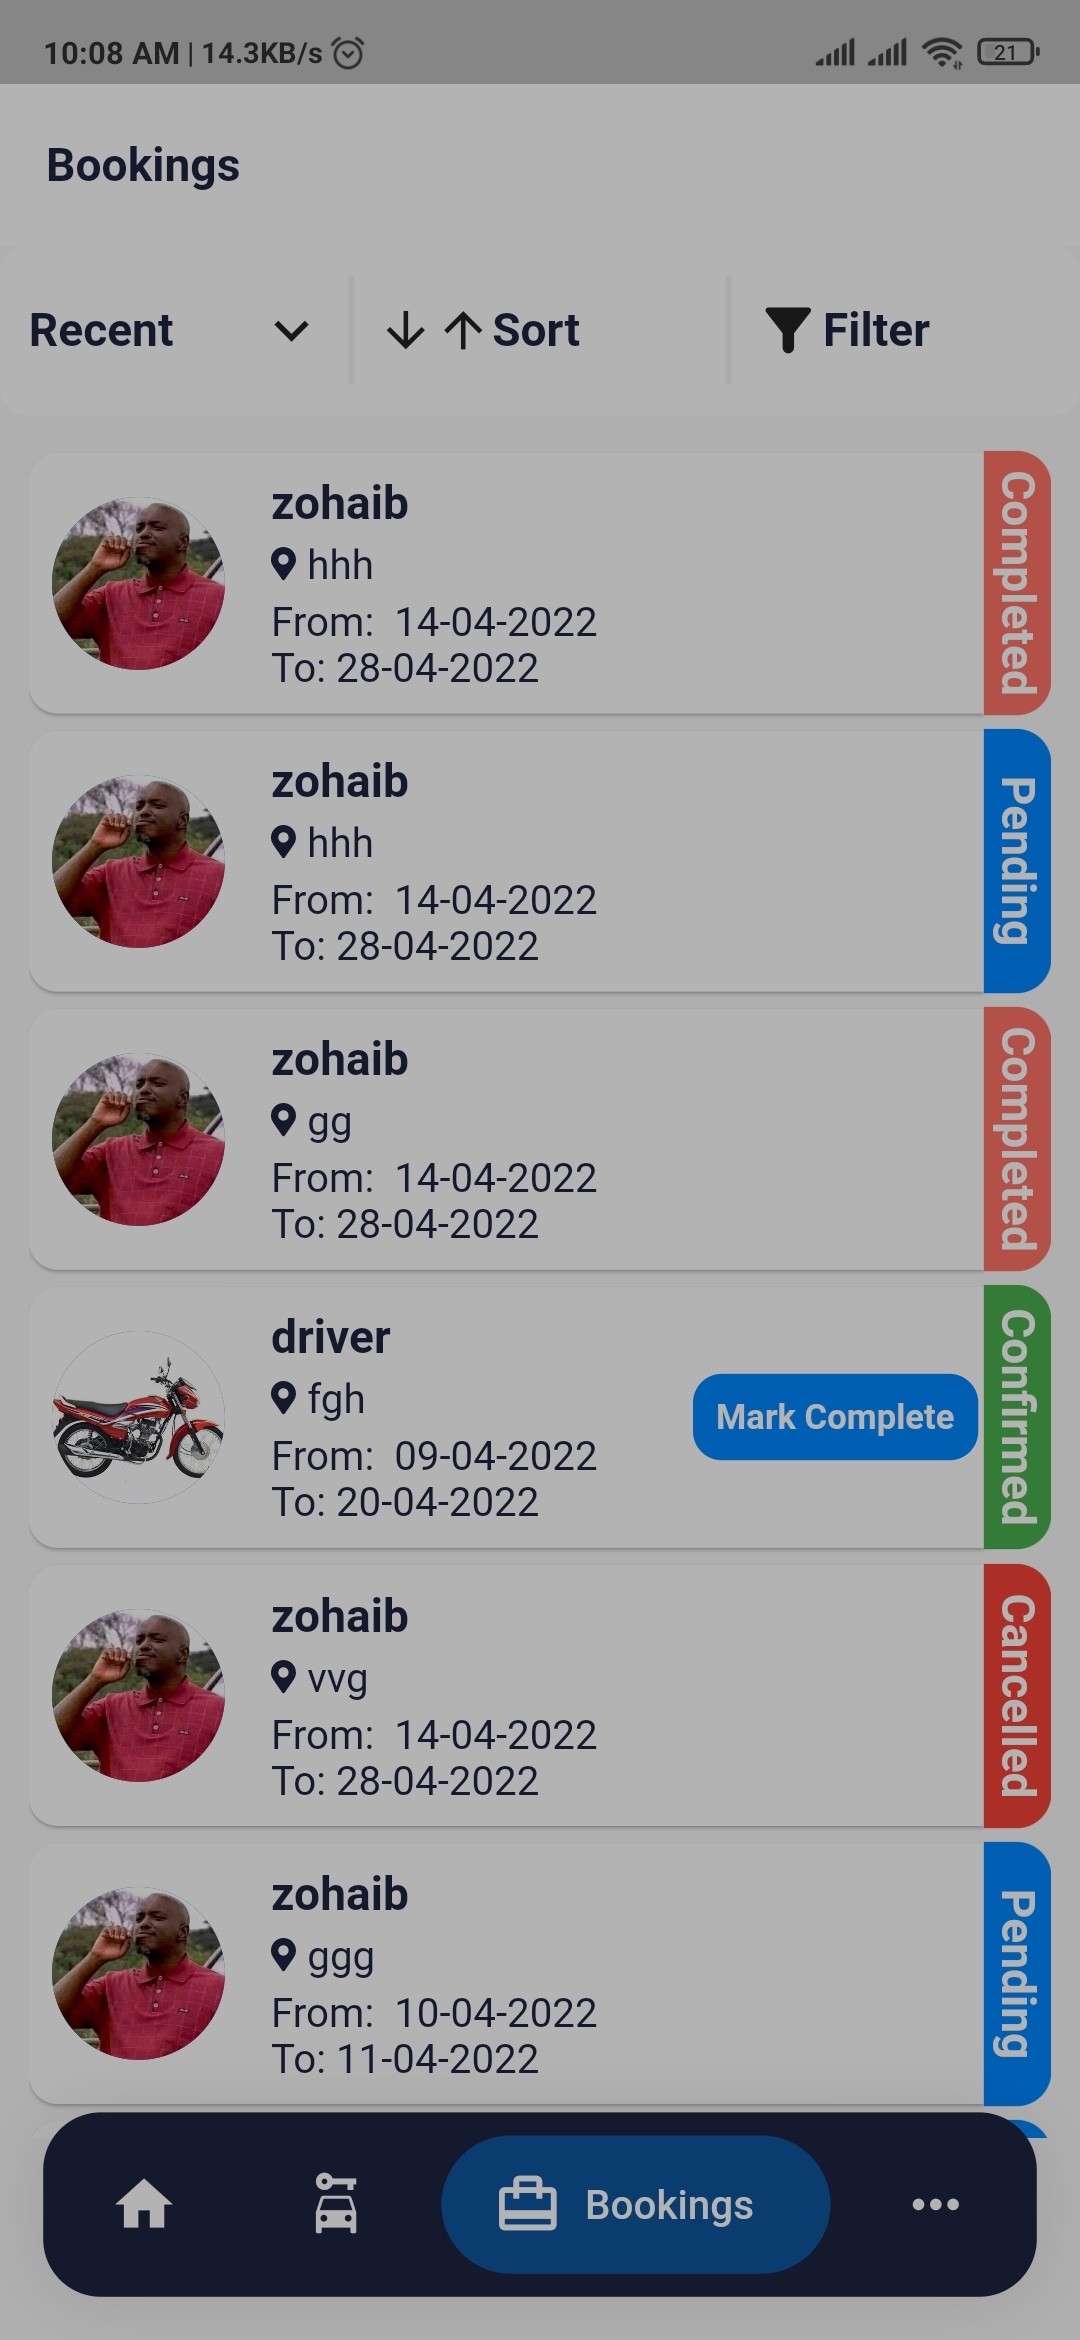 10:08 AM | 14.3KB/s
21
Bookings
Recent
Sort
Filter
zohaib
hhh
From: 14-04-2022
To: 28-04-2022
Completed
zohaib
hhh
From: 14-04-2022
To: 28-04-2022
Pending
zohaib
gg
From: 14-04-2022
To: 28-04-2022
Completed
driver
fgh
From: 09-04-2022
To: 20-04-2022
Mark Complete
Confirmed
zohaib
vvg
From: 14-04-2022
To: 28-04-2022
Cancelled
zohaib
ggg
From: 10-04-2022
To: 11-04-2022
Pending
Bookings